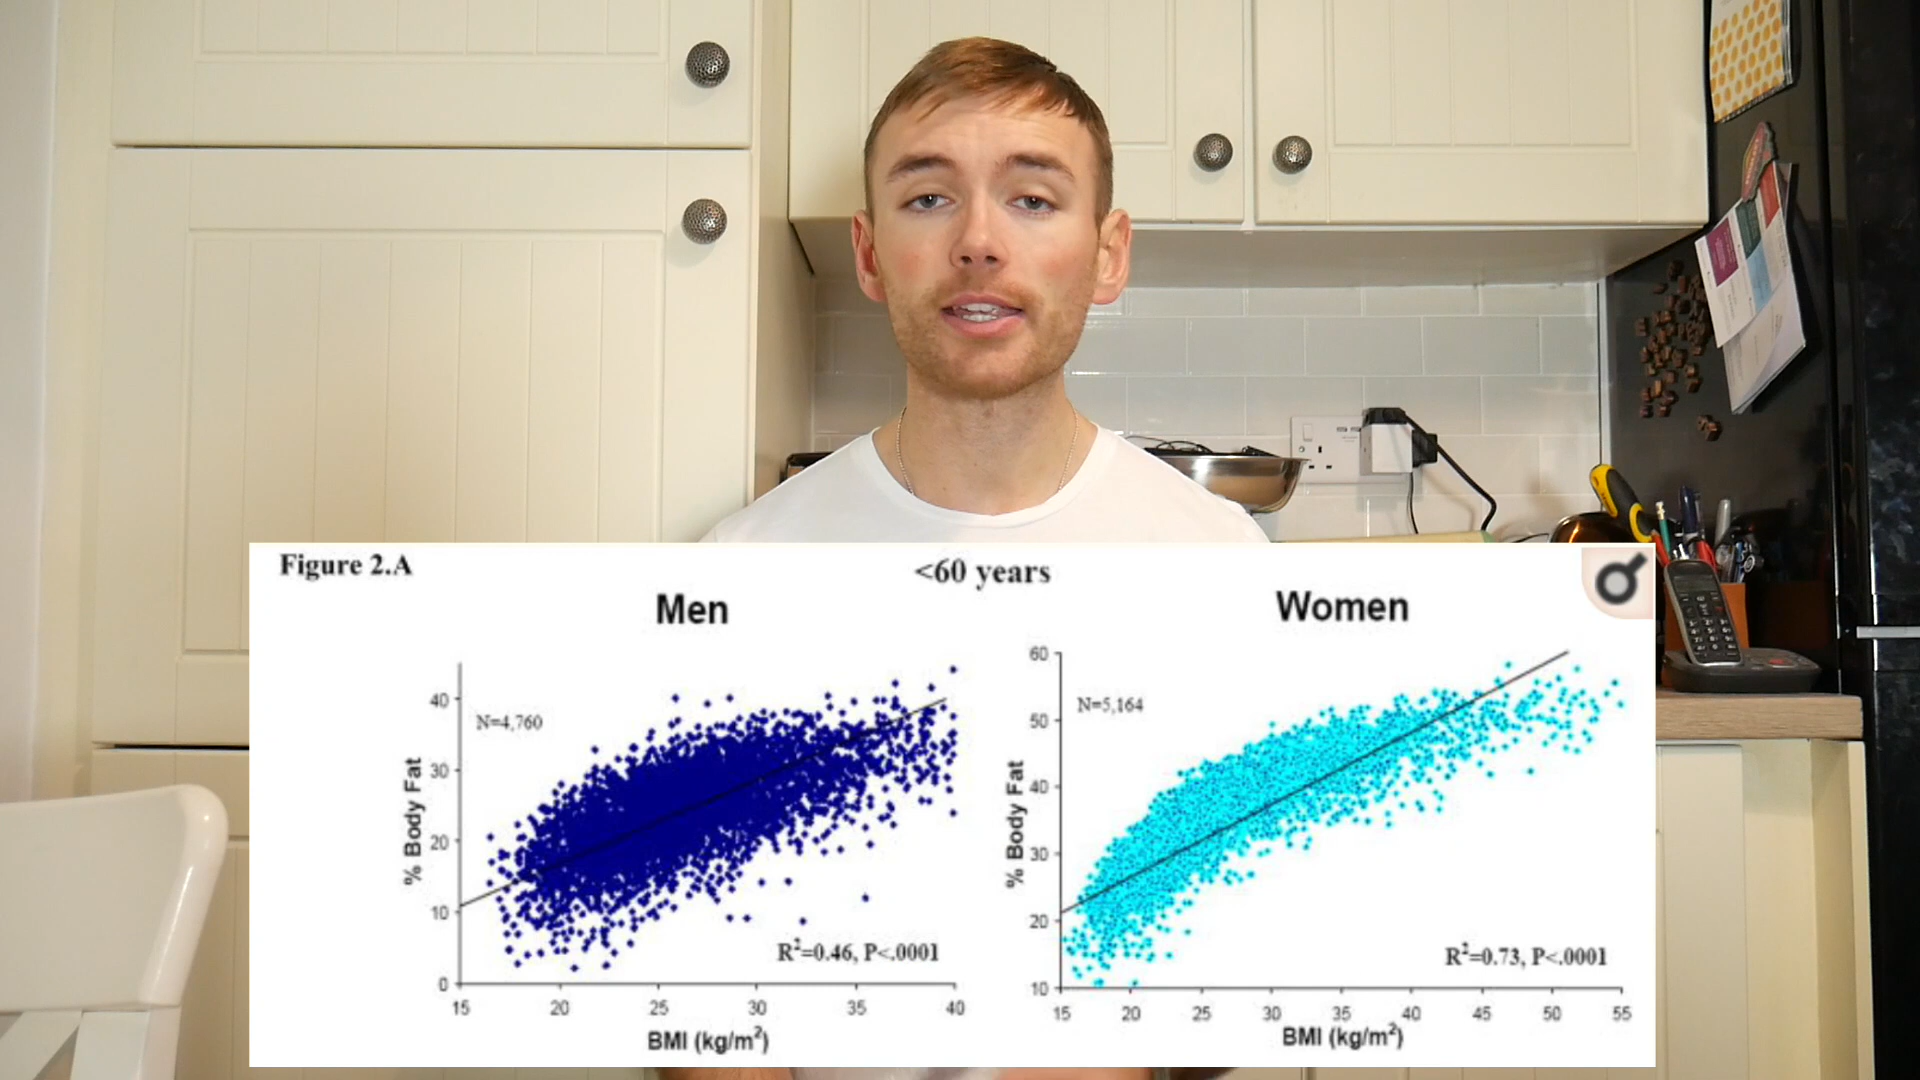 Figure 2.A
<60 years
Men
Women
N=4,760
% Body Fat
40
30
20
10
0
R²=0.46, P<.0001
15 20 25 30 35 40
BMI (kg/m²)
N=5,164
% Body Fat
60
50
40
30
20
10
R²=0.73, P<.0001
15 20 25 30 35 40 45 50 55
BMI (kg/m²)